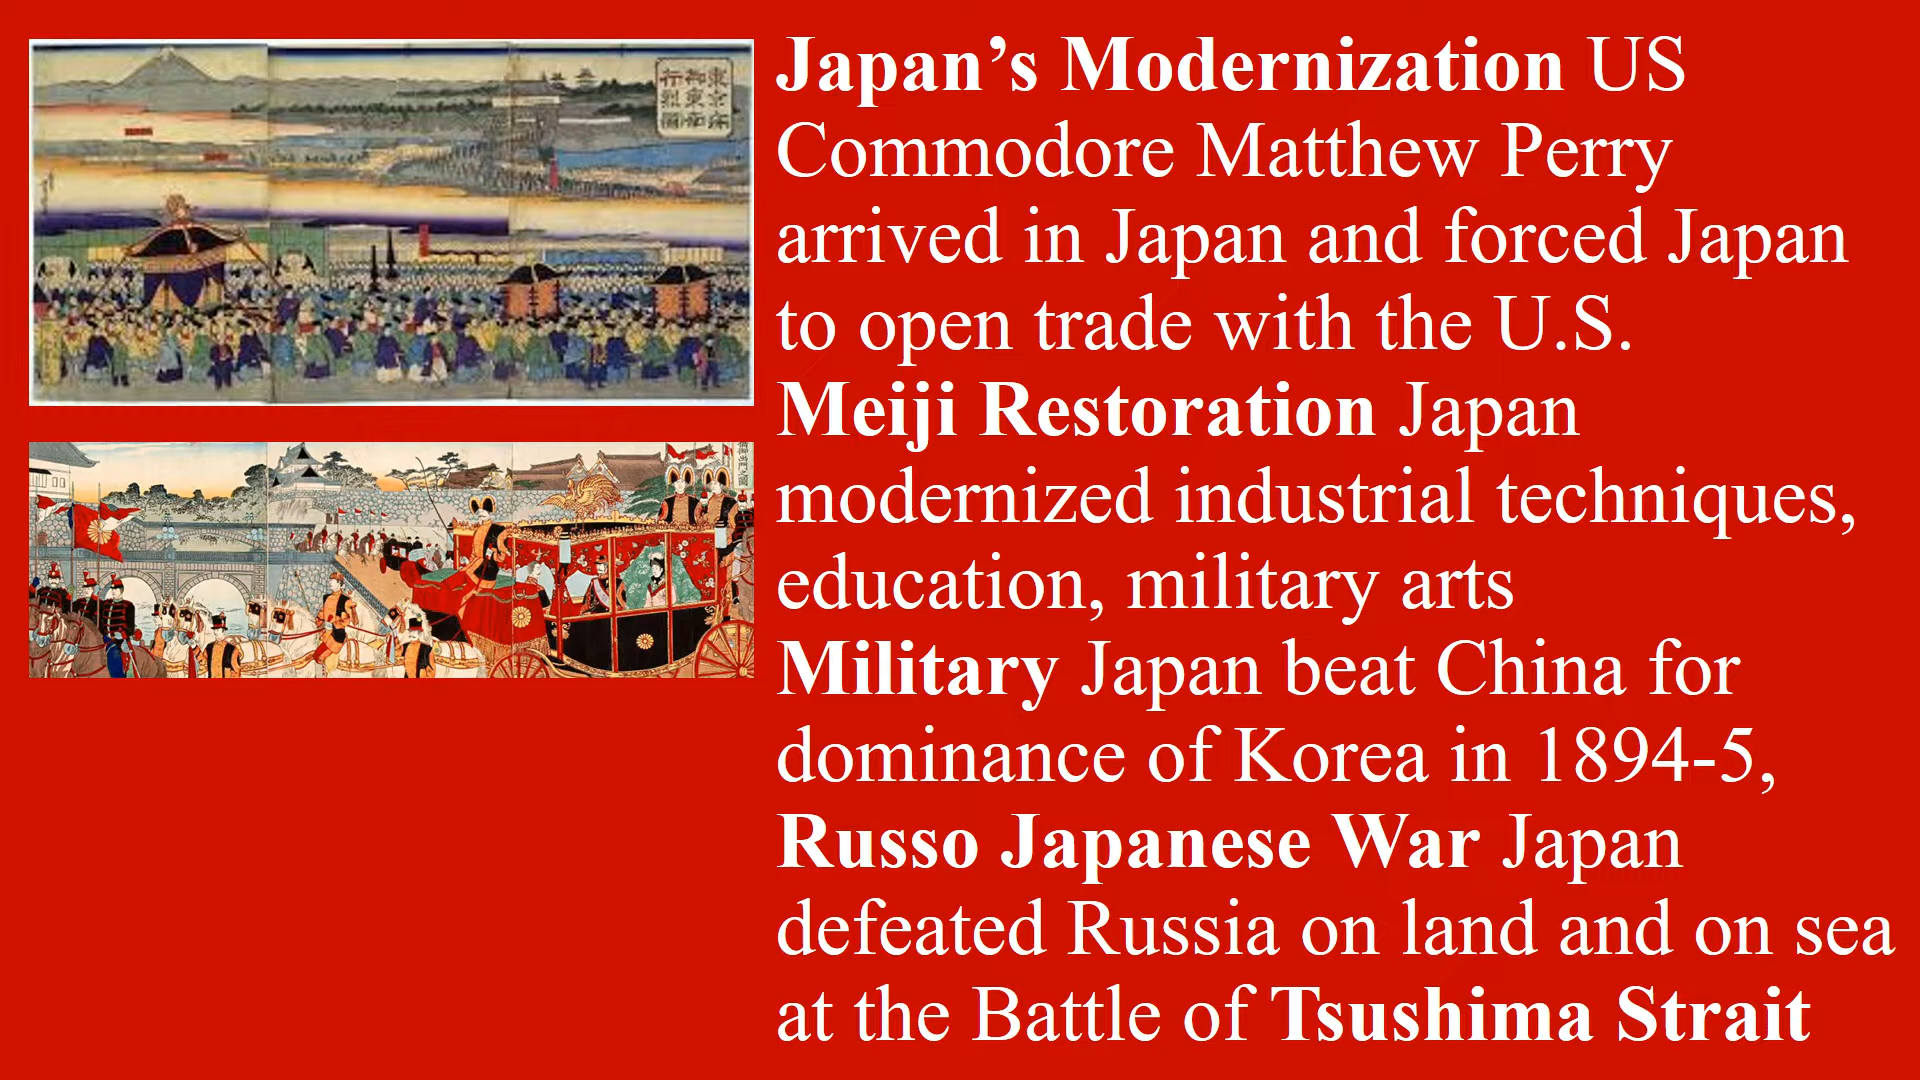 Japan’s Modernization US
Commodore Matthew Perry
arrived in Japan and forced Japan
to open trade with the U.S.
Meiji Restoration Japan
modernized industrial techniques,
education, military arts
Military Japan beat China for
dominance of Korea in 1894-5,
Russo Japanese War Japan
defeated Russia on land and on sea
at the Battle of Tsushima Strait